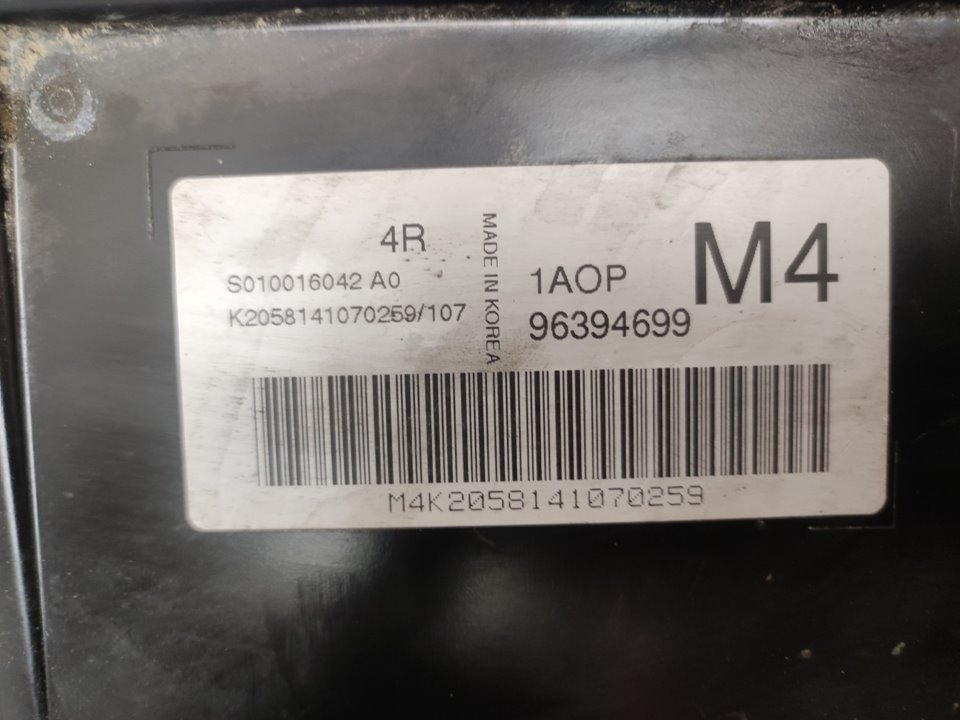 4R
S010016042 A0
K2058141070259/107
MADE IN KOREA
1AOP
96394699
M4
M4K2058141070259